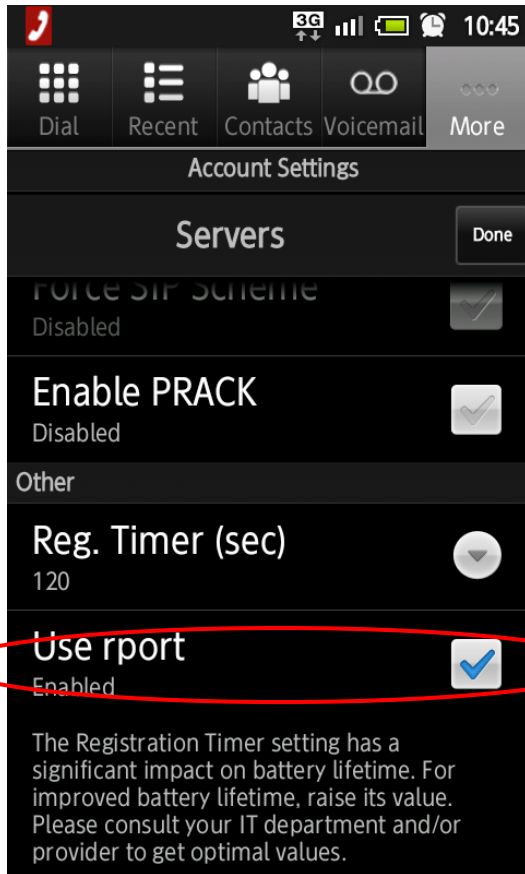 3G 10:45
Dial Recent Contacts Voicemail More
Account Settings
Servers Done
Force SIP Scheme
Disabled
Enable PRACK
Disabled
Other
Reg. Timer (sec)
120
Use rport
Enabled
The Registration Timer setting has a
significant impact on battery lifetime. For
improved battery lifetime, raise its value.
Please consult your IT department and/or
provider to get optimal values.